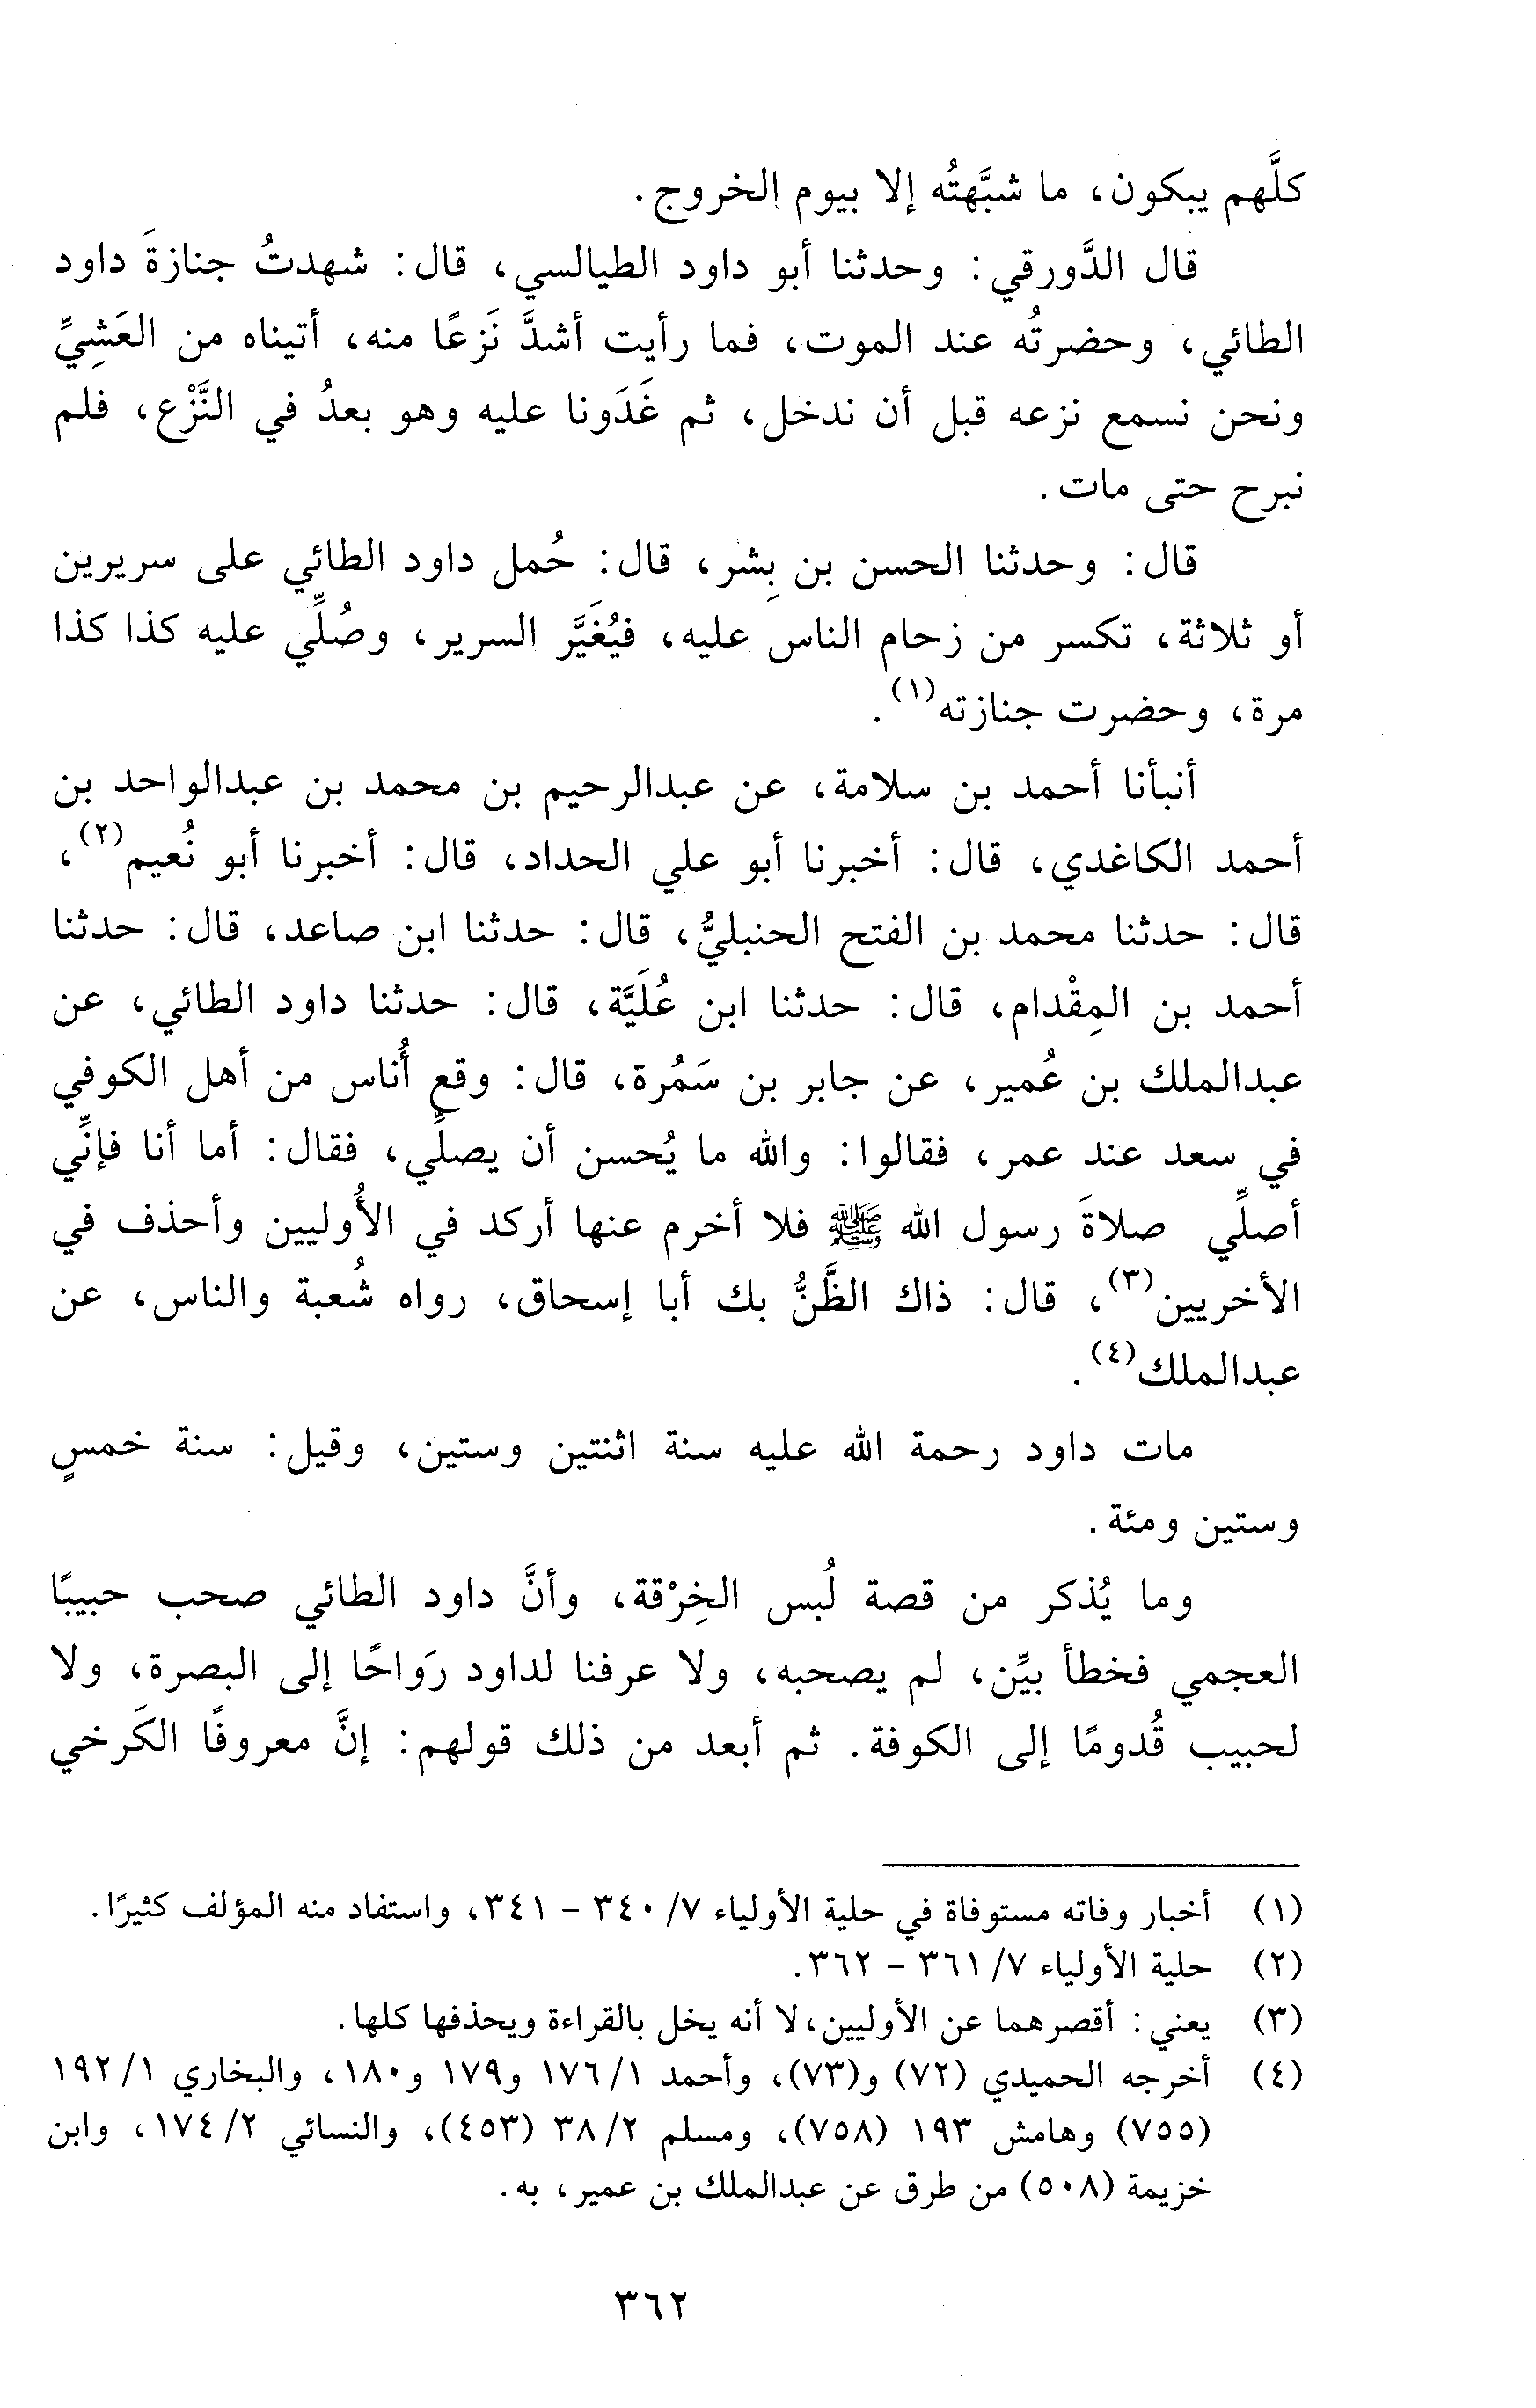 كلَّهم يبكون، ما شبَّهتُه إلا بيوم الخروج.
قال الدَّورقي: وحدثنا أبو داود الطيالسي، قال: شهدتُ جنازةَ داود
الطائي، وحضرتُه عند الموت، فما رأيت أشدَّ نَزعًا منه، أتيناه من العَشِيِّ
ونحن نسمع نزعه قبل أن ندخل، ثم غَدَونا عليه وهو بعدُ في النَّزْع، فلم
نبرح حتى مات.
قال: وحدثنا الحسن بن بِشر، قال: حُمل داود الطائي على سريرين
أو ثلاثة، تكسر من زحام الناس عليه، فيُغَيَّر السرير، وصُلِّي عليه كذا كذا
مرة، وحضرت جنازته(١).
أنبأنا أحمد بن سلامة، عن عبدالرحيم بن محمد بن عبدالواحد بن
أحمد الكاغدي، قال: أخبرنا أبو علي الحداد، قال: أخبرنا أبو نُعيم(٢)،
قال: حدثنا محمد بن الفتح الحنبليُّ، قال: حدثنا ابن صاعد، قال: حدثنا
أحمد بن المِقْدام، قال: حدثنا ابن عُلَيَّة، قال: حدثنا داود الطائي، عن
عبدالملك بن عُمير، عن جابر بن سَمُرة، قال: وقع أُناس من أهل الكوفي
في سعد عند عمر، فقالوا: والله ما يُحسن أن يصلِّي، فقال: أما أنا فإنِّي
أصلِّي صلاةَ رسول الله ﷺ فلا أخرم عنها أركد في الأُوليين وأحذف في
الأخريين(٣)، قال: ذاك الظَّنُّ بك أبا إسحاق، رواه شُعبة والناس، عن
عبدالملك(٤).
مات داود رحمة الله عليه سنة اثنتين وستين، وقيل: سنة خمسٍ
وستين ومئة.
وما يُذكر من قصة لُبس الخِرْقة، وأنَّ داود الطائي صحب حبيبًا
العجمي فخطأ بيِّن، لم يصحبه، ولا عرفنا لداود رَواحًا إلى البصرة، ولا
لحبيب قُدومًا إلى الكوفة. ثم أبعد من ذلك قولهم: إنَّ معروفًا الكَرخي
(١) أخبار وفاته مستوفاة في حلية الأولياء ٧/ ٣٤٠ - ٣٤١، واستفاد منه المؤلف كثيرًا.
(٢) حلية الأولياء ٧/ ٣٦١ - ٣٦٢.
(٣) يعني: أقصرهما عن الأوليين، لا أنه يخل بالقراءة ويحذفها كلها.
(٤) أخرجه الحميدي (٧٢) و(٧٣)، وأحمد ١/ ١٧٦ و١٧٩ و١٨٠، والبخاري ١/ ١٩٢
(٧٥٥) وهامش ١٩٣ (٧٥٨)، ومسلم ٢/ ٣٨ (٤٥٣)، والنسائي ٢/ ١٧٤، وابن
خزيمة (٥٠٨) من طرق عن عبدالملك بن عمير، به.
٣٦٢